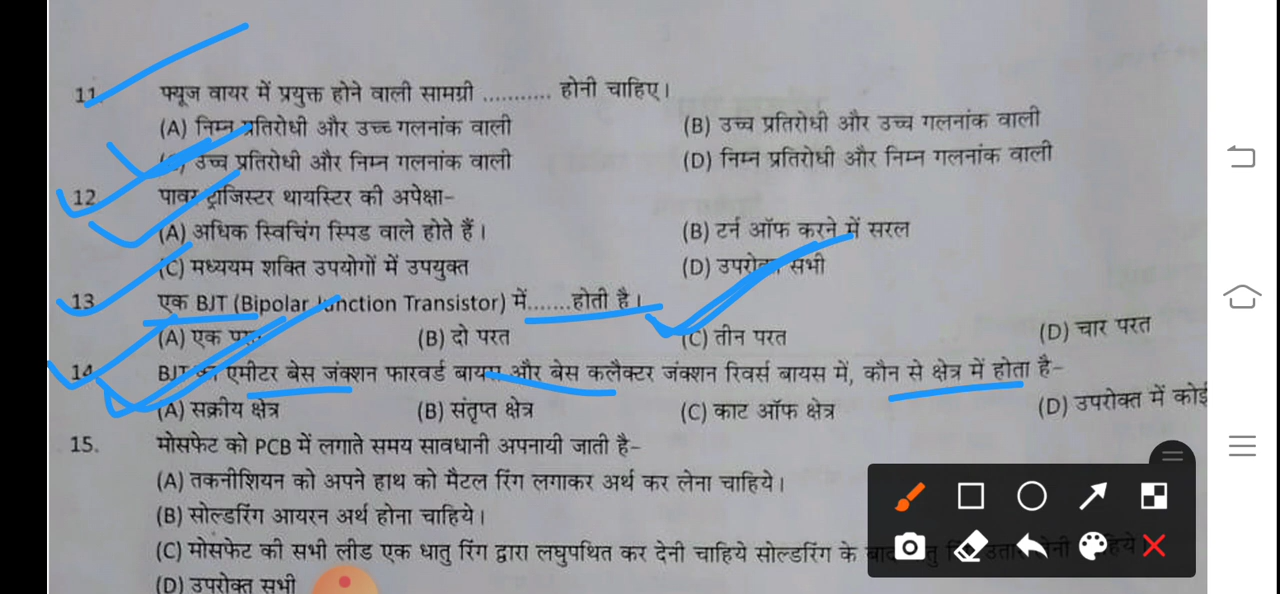 11. फ्यूज वायर में प्रयुक्त होने वाली सामग्री ........... होनी चाहिए।
(A) निम्न प्रतिरोधी और उच्च गलनांक वाली (B) उच्च प्रतिरोधी और उच्च गलनांक वाली
(C) उच्च प्रतिरोधी और निम्न गलनांक वाली (D) निम्न प्रतिरोधी और निम्न गलनांक वाली
12. पावर ट्रांजिस्टर थायस्टिर की अपेक्षा-
(A) अधिक स्विचिंग स्पिड वाले होते हैं। (B) टर्न ऑफ करने में सरल
(C) मध्ययम शक्ति उपयोगों में उपयुक्त (D) उपरोक्त सभी
13 एक BJT (Bipolar Junction Transistor) में.......होती है।
(A) एक परत (B) दो परत (C) तीन परत (D) चार परत
14 BJT का एमीटर बेस जंक्शन फारवर्ड बायस और बेस कलैक्टर जंक्शन रिवर्स बायस में, कौन से क्षेत्र में होता है-
(A) सक्रीय क्षेत्र (B) संतृप्त क्षेत्र (C) काट ऑफ क्षेत्र (D) उपरोक्त में कोई
15. मोसफेट को PCB में लगाते समय सावधानी अपनायी जाती है-
(A) तकनीशियन को अपने हाथ को मैटल रिंग लगाकर अर्थ कर लेना चाहिये।
(B) सोल्डरिंग आयरन अर्थ होना चाहिये।
(C) मोसफेट की सभी लीड एक धातु रिंग द्वारा लघुपथित कर देनी चाहिये सोल्डरिंग के
(D) उपरोक्त सभी